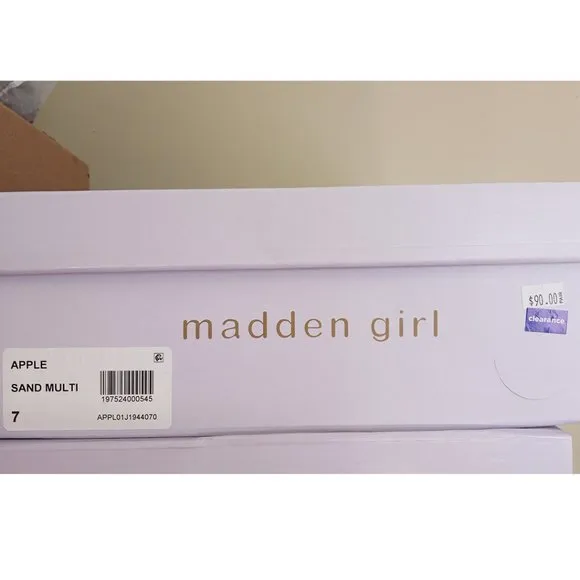 $90.00
clearance
madden girl
APPLE
SAND MULTI
197524000545
7
APPL01J1944070